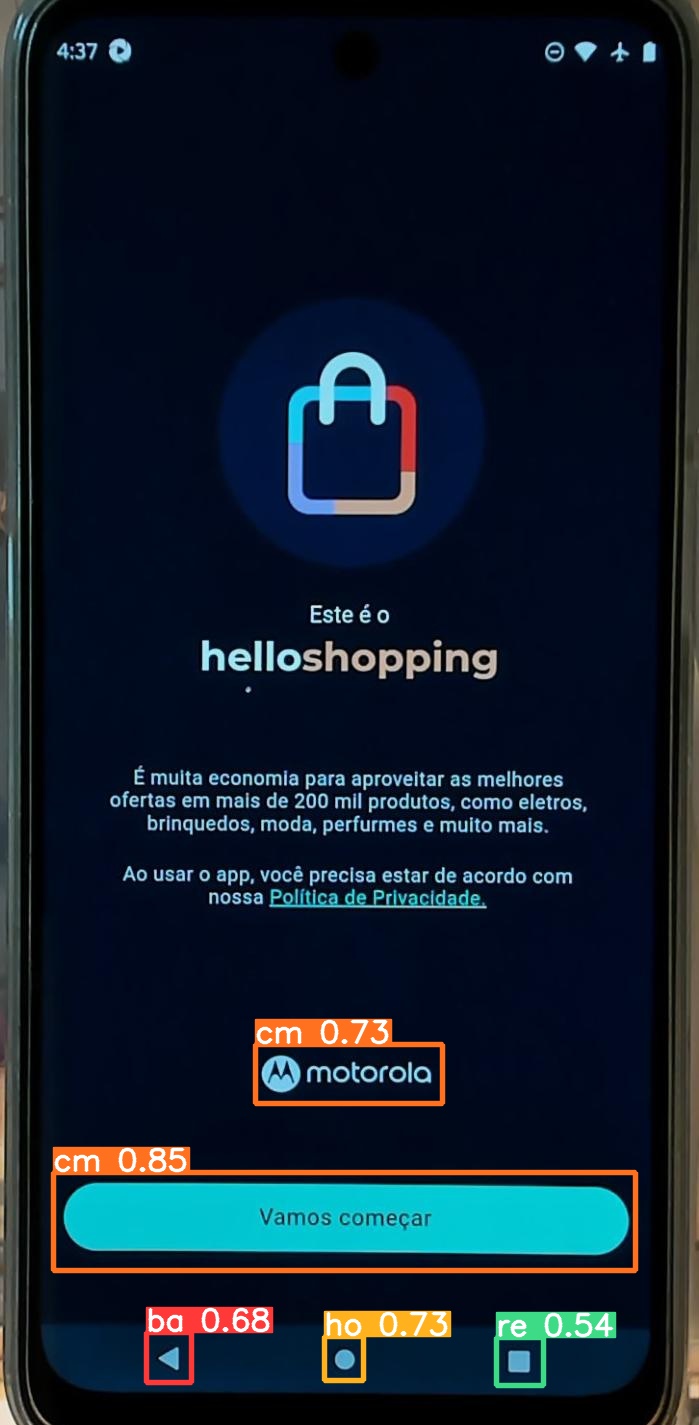 4:37
Este é o
helloshopping
É muita economia para aproveitar as melhores
ofertas em mais de 200 mil produtos, como eletros,
brinquedos, moda, perfurmes e muito mais.
Ao usar o app, você precisa estar de acordo com
nossa Política de Privacidade.
cm 0.73
motorola
cm 0.85
Vamos começar
ba 0.68
ho 0.73
re 0.54